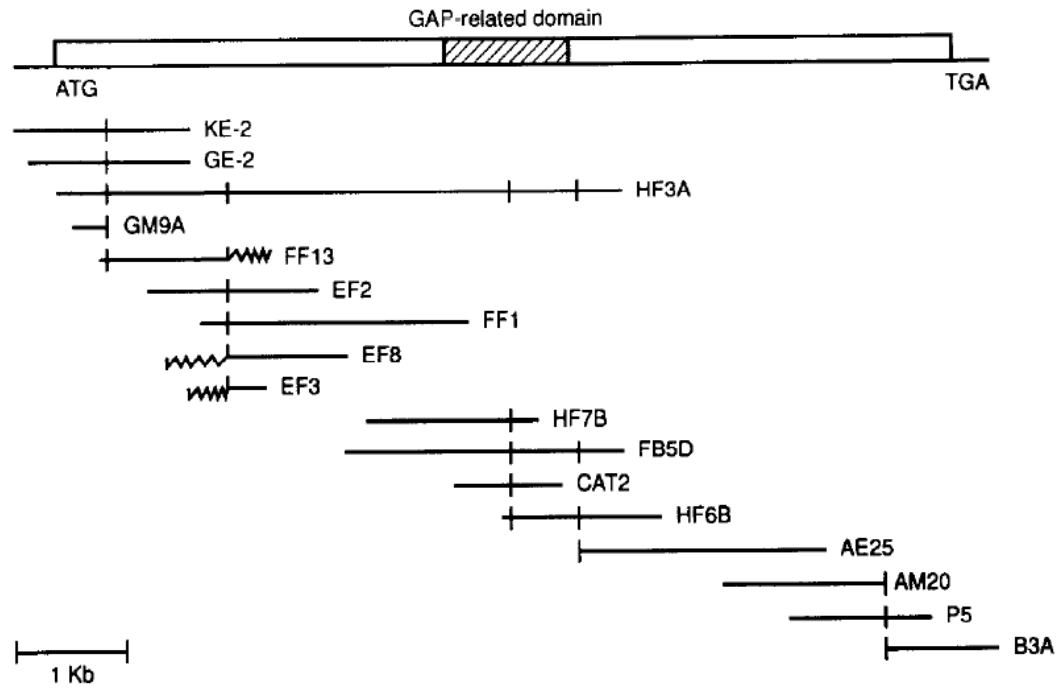 GAP-related domain
ATG
TGA
KE-2
GE-2
HF3A
GM9A
FF13
EF2
FF1
EF8
EF3
HF7B
FB5D
CAT2
HF6B
AE25
AM20
P5
B3A
1 Kb